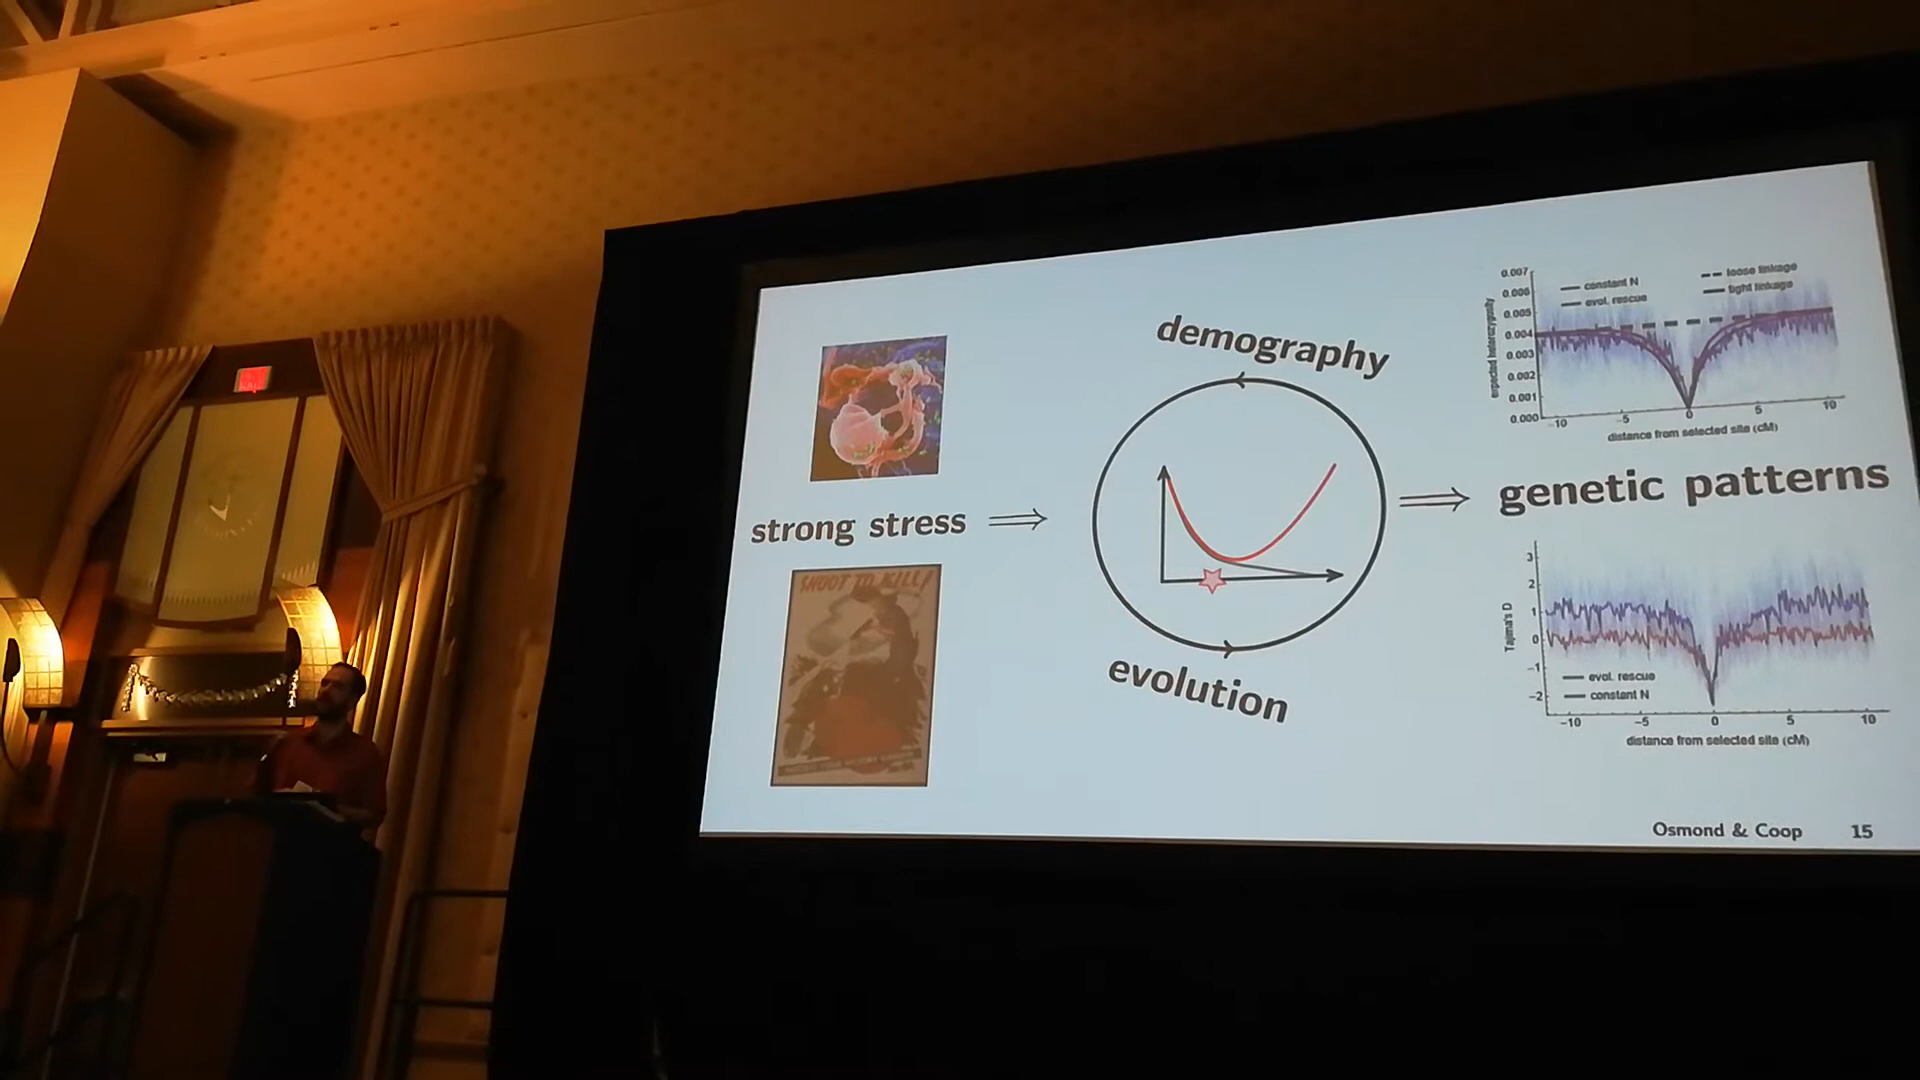 SHOOT TO KILL!
strong stress
demography
evolution
genetic patterns
constant N
evol. rescue
loose linkage
tight linkage
expected heterozygosity
0.007
0.006
0.005
0.004
0.003
0.002
0.001
0.000
-10
-5
0
5
10
distance from selected site (cM)
Tajima's D
3
2
1
0
-1
-2
evol. rescue
constant N
-10
-5
0
5
10
distance from selected site (cM)
Osmond & Coop
15